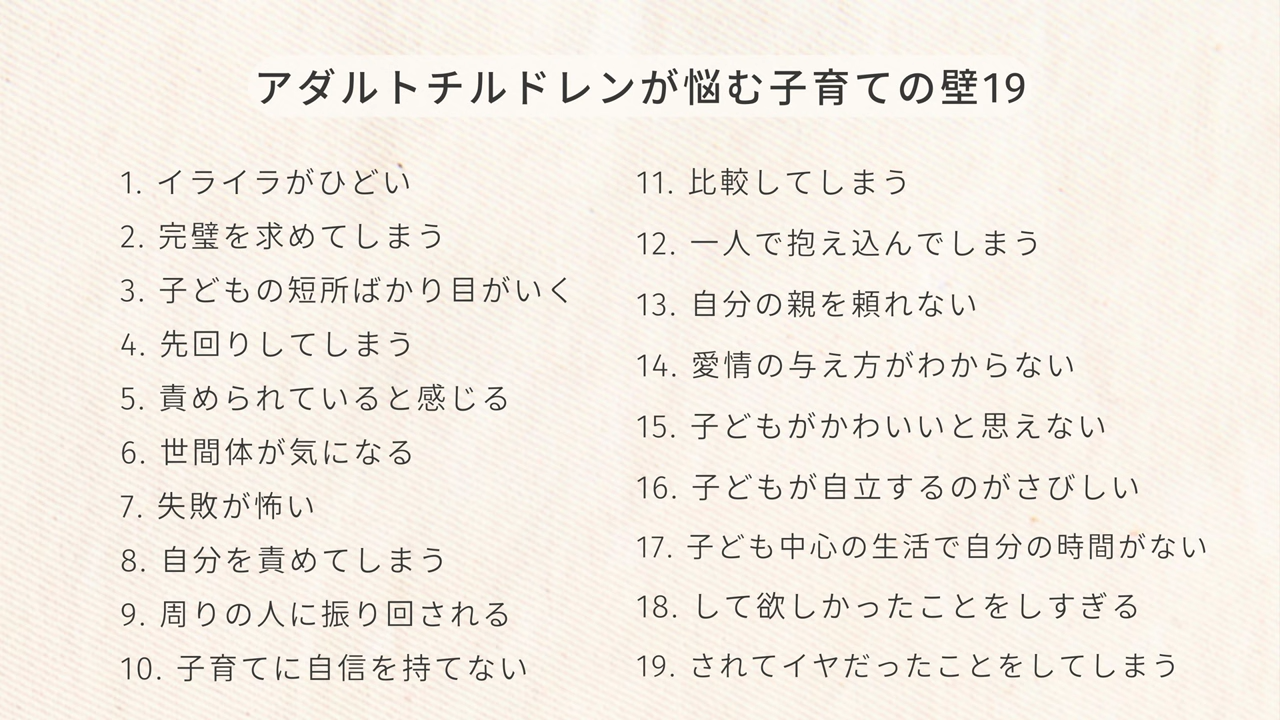 アダルトチルドレンが悩む子育ての壁19
1. イライラがひどい
2. 完璧を求めてしまう
3. 子どもの短所ばかり目がいく
4. 先回りしてしまう
5. 責められていると感じる
6. 世間体が気になる
7. 失敗が怖い
8. 自分を責めてしまう
9. 周りの人に振り回される
10. 子育てに自信を持てない
11. 比較してしまう
12. 一人で抱え込んでしまう
13. 自分の親を頼れない
14. 愛情の与え方がわからない
15. 子どもがかわいいと思えない
16. 子どもが自立するのがさびしい
17. 子ども中心の生活で自分の時間がない
18. して欲しかったことをしすぎる
19. されてイヤだったことをしてしまう